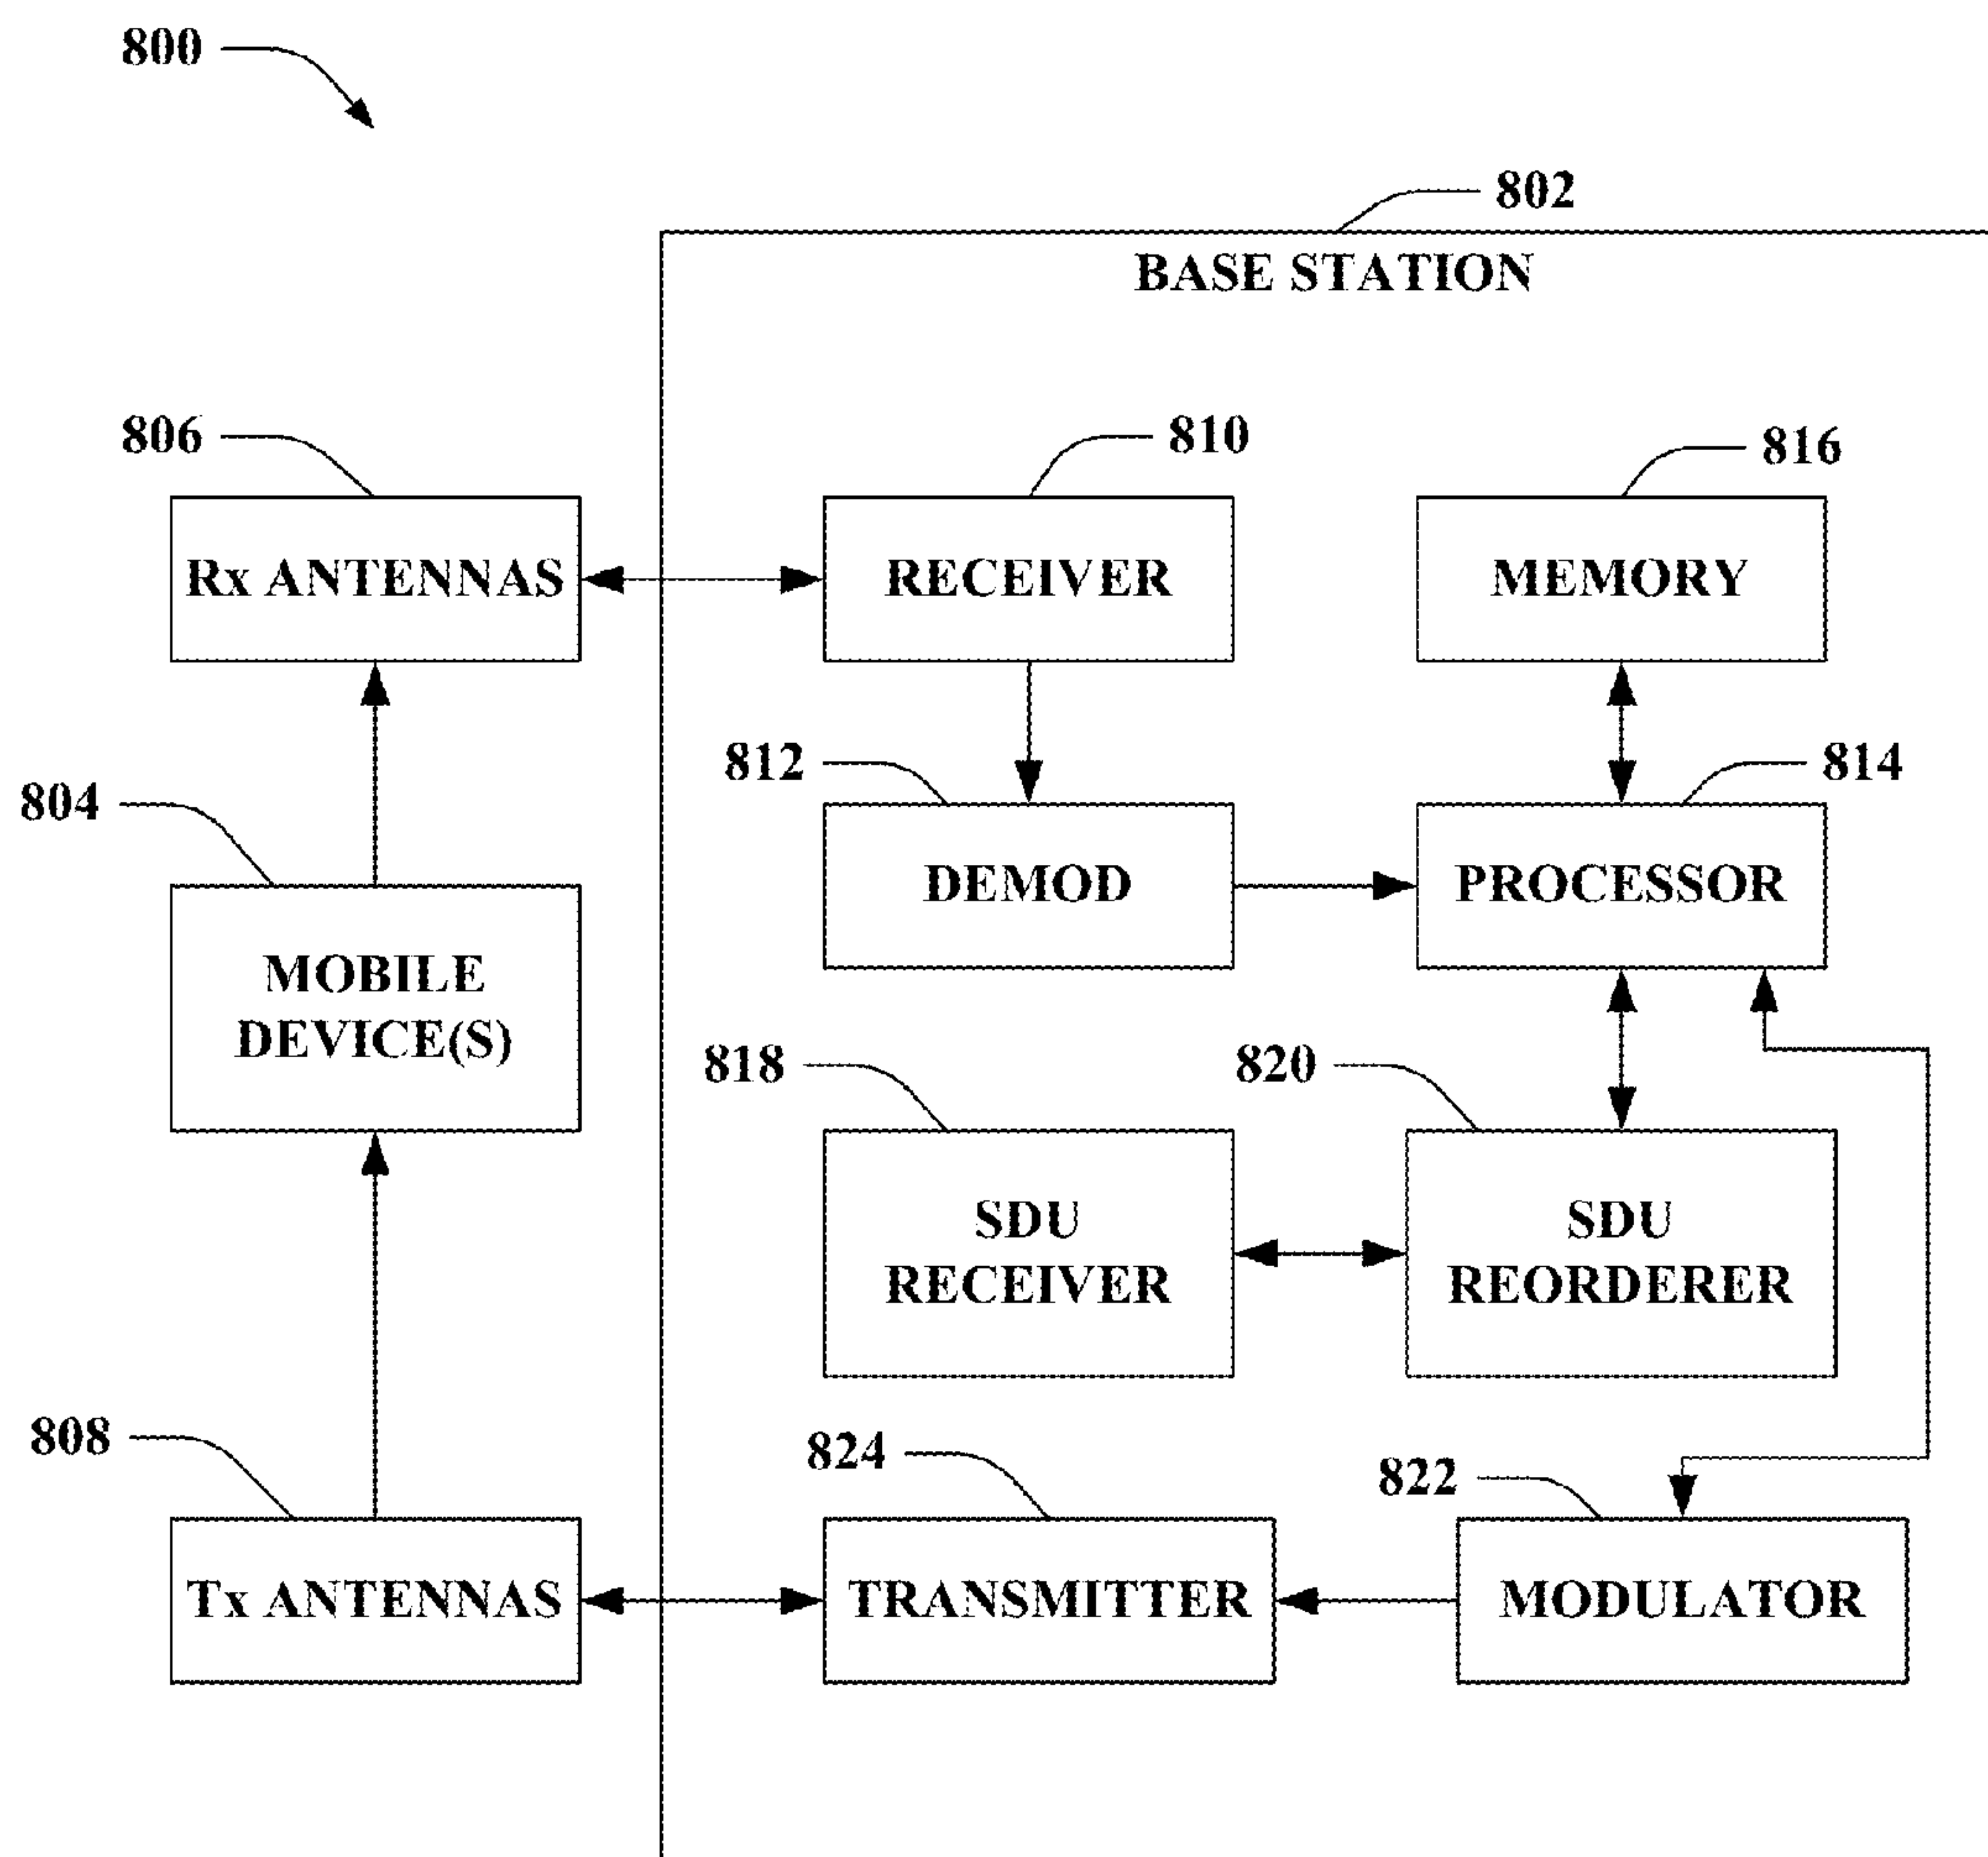 800
802
BASE STATION
806
810
816
Rx ANTENNAS
RECEIVER
MEMORY
812
814
804
DEMOD
PROCESSOR
MOBILE
DEVICE(S)
818
820
SDU
RECEIVER
SDU
REORDERER
808
824
822
Tx ANTENNAS
TRANSMITTER
MODULATOR